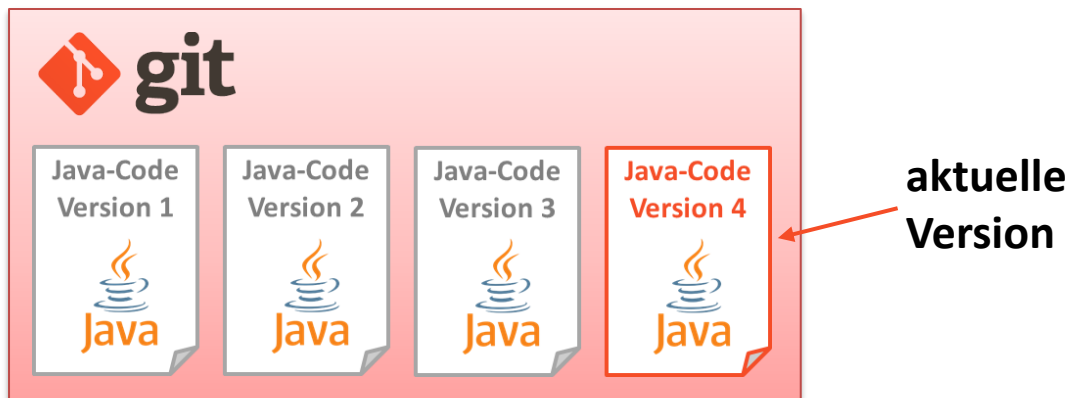 git
Java-Code
Version 1
Java
Java-Code
Version 2
Java
Java-Code
Version 3
Java
Java-Code
Version 4
Java
aktuelle
Version